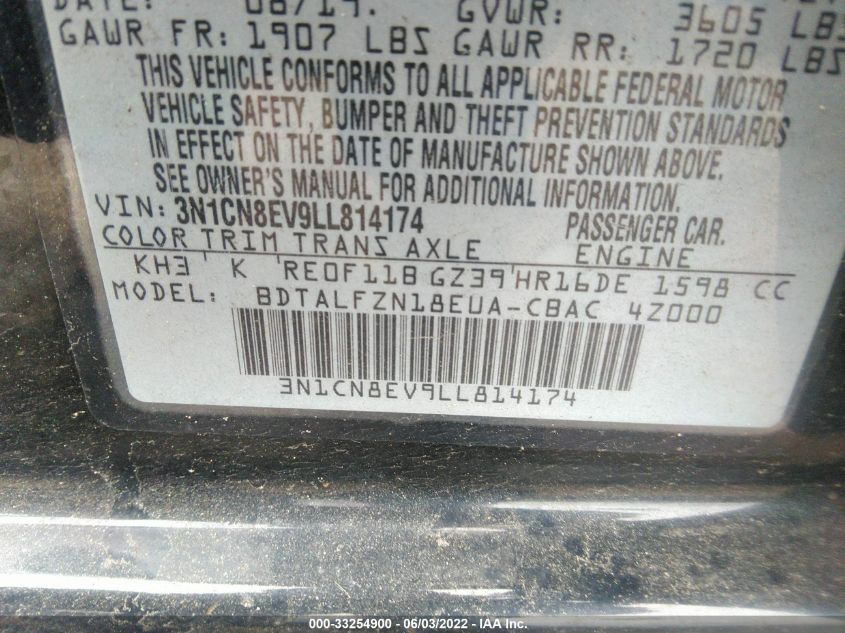 DATE: 08/19. GVWR: 3605 LBS
GAWR FR: 1907 LBS GAWR RR: 1720 LBS
THIS VEHICLE CONFORMS TO ALL APPLICABLE FEDERAL MOTOR
VEHICLE SAFETY, BUMPER AND THEFT PREVENTION STANDARDS
IN EFFECT ON THE DATE OF MANUFACTURE SHOWN ABOVE.
SEE OWNER'S MANUAL FOR ADDITIONAL INFORMATION.
VIN: 3N1CN8EV9LL814174 PASSENGER CAR.
COLOR TRIM TRANS AXLE ENGINE
KH3 ' K 'RE0F11B GZ39'HR16DE 1598 CC
MODEL: BDTALFZN18EUA-CBAC 4Z000
3N1CN8EV9LL814174
000-33254900 - 06/03/2022 - IAA Inc.